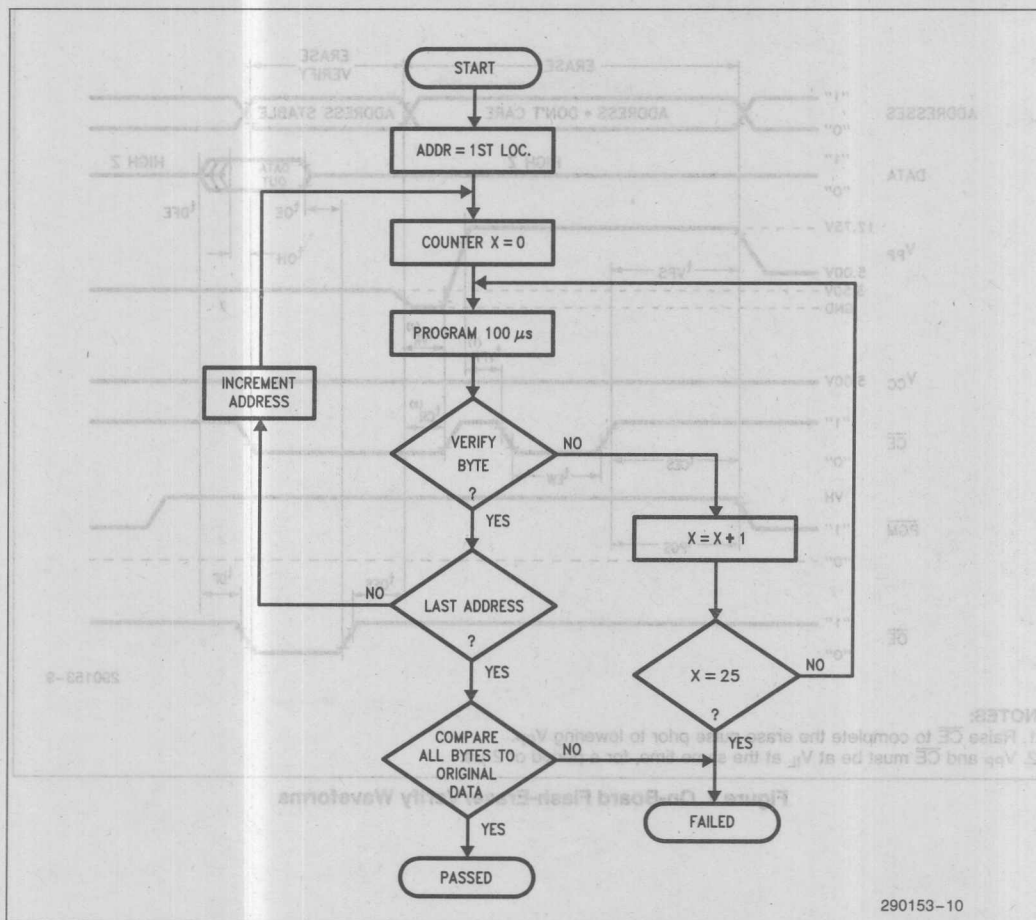 START
ADDR = 1ST LOC.
COUNTER X = 0
PROGRAM 100 µs
INCREMENT
ADDRESS
VERIFY
BYTE
?
NO
YES
X = X + 1
NO
LAST ADDRESS
?
YES
X = 25
?
NO
YES
COMPARE
ALL BYTES TO
ORIGINAL
DATA
NO
YES
FAILED
PASSED
290153-10